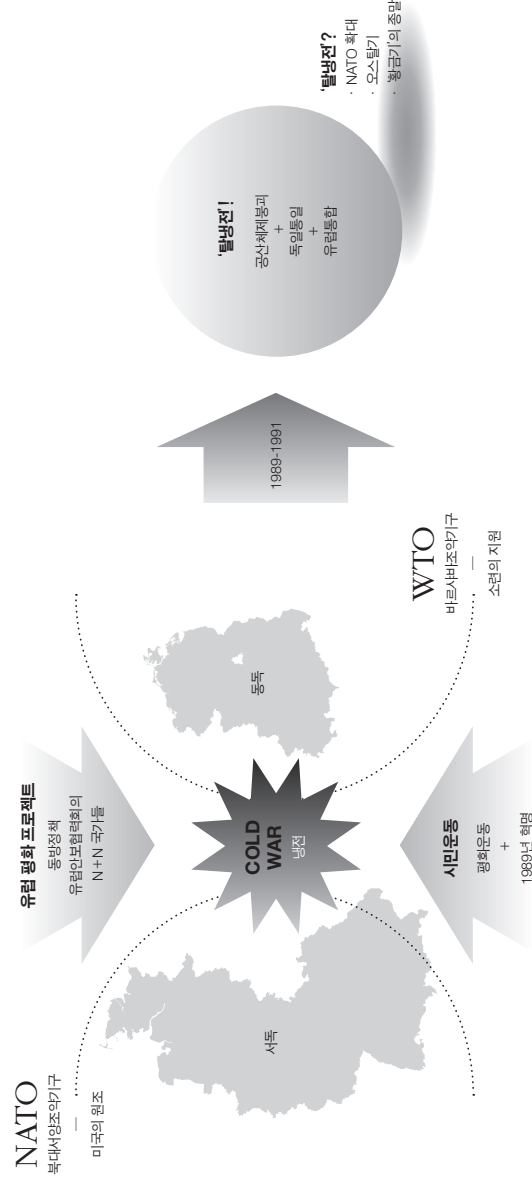 NATO
북대서양조약기구
미국의 원조
유럽 평화 프로젝트
동방정책
유럽안보협력회의
N+N 국가들
서독
COLD
WAR
냉전
동독
시민운동
평화운동
+
1989년 혁명
WTO
바르샤바조약기구
소련의 지원
1989-1991
'탈냉전'!
공산체제붕괴
+
독일통일
+
유럽통합
'탈냉전'?
· NATO 확대
· 오스탈기
· '황금기'의 종말